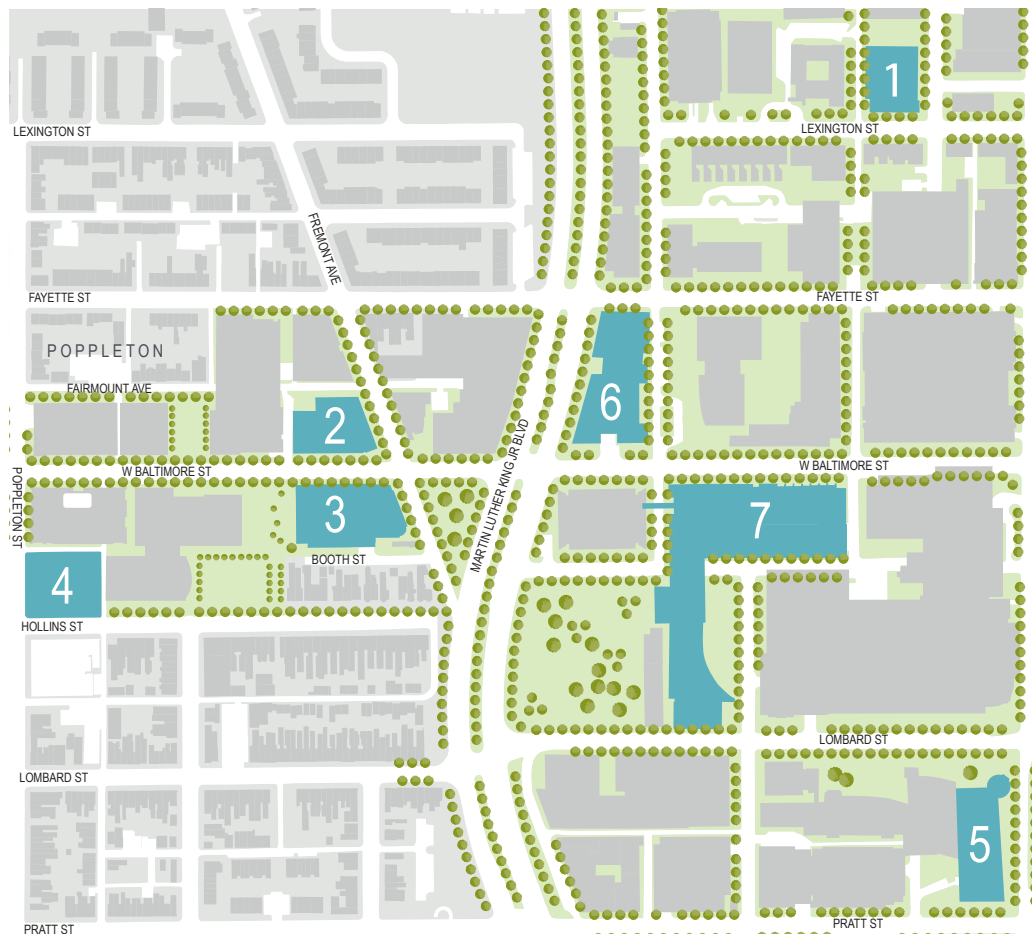 1
LEXINGTON ST
LEXINGTON ST
FREMONT AVE
FAYETTE ST
FAYETTE ST
POPPLETON
FAIRMOUNT AVE
2
6
W BALTIMORE ST
W BALTIMORE ST
MARTIN LUTHER KING JR BLVD
POPPLETON ST
3
7
BOOTH ST
4
HOLLINS ST
LOMBARD ST
LOMBARD ST
5
PRATT ST
PRATT ST